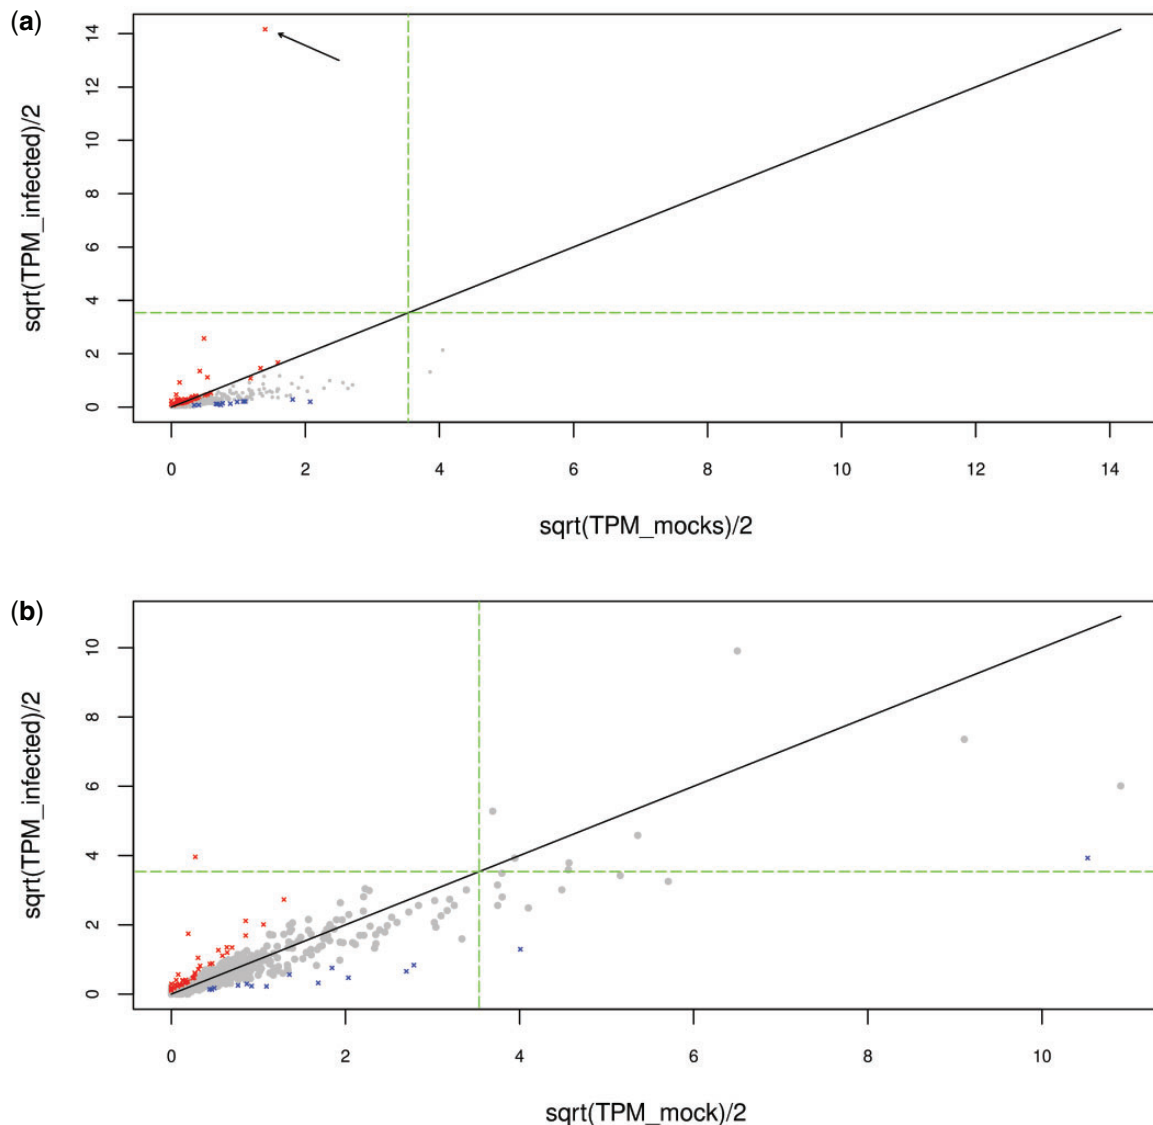 (a)
sqrt(TPM_infected)/2
14
12
10
8
6
4
2
0
0 2 4 6 8 10 12 14
sqrt(TPM_mocks)/2
(b)
sqrt(TPM_infected)/2
10
8
6
4
2
0
0 2 4 6 8 10
sqrt(TPM_mock)/2